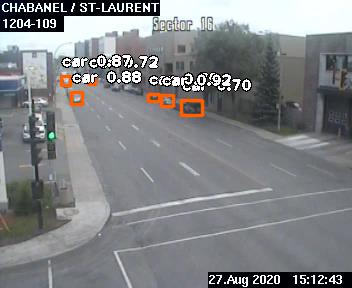 CHABANEL / ST-LAURENT
1204-109
Sector 16
car 0.72
car 0.87
car 0.88 car 0.92 car 0.70
27.Aug 2020 15:12:43